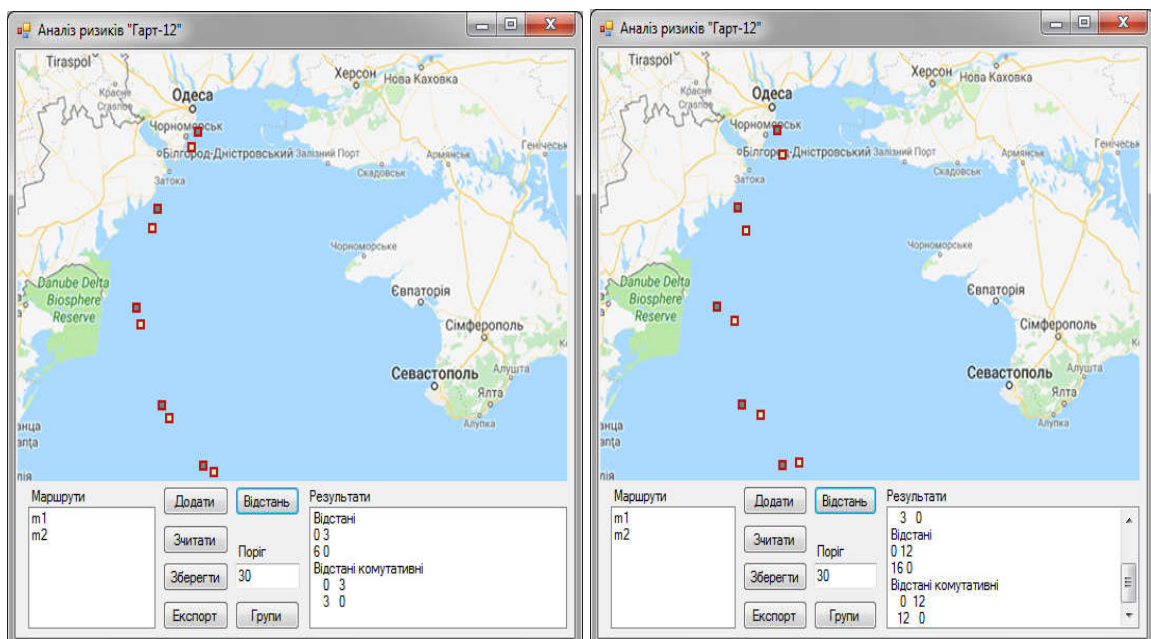 Аналіз ризиків "Гарт-12"
Tiraspol
Херсон
Нова Каховка
Одеса
Чорноморськ
Білгород-Дністровський
Залізний Порт
Армянськ
Генічеськ
Скадовськ
Затока
Чорноморське
Danube Delta
Biosphere
Reserve
Євпаторія
Сімферополь
Севастополь
Алушта
Ялта
Алупка
Маршрути
Додати
Відстань
Результати
m1
m2
Зчитати
Поріг
Зберегти
30
Експорт
Групи
Відстані
0 3
6 0
Відстані комутативні
0 3
3 0
Аналіз ризиків "Гарт-12"
Tiraspol
Херсон
Нова Каховка
Одеса
Чорноморськ
Білгород-Дністровський
Залізний Порт
Армянськ
Генічеськ
Скадовськ
Затока
Чорноморське
Danube Delta
Biosphere
Reserve
Євпаторія
Сімферополь
Севастополь
Алушта
Ялта
Алупка
Маршрути
Додати
Відстань
Результати
m1
m2
Зчитати
Поріг
Зберегти
30
Експорт
Групи
3 0
Відстані
0 12
16 0
Відстані комутативні
0 12
12 0